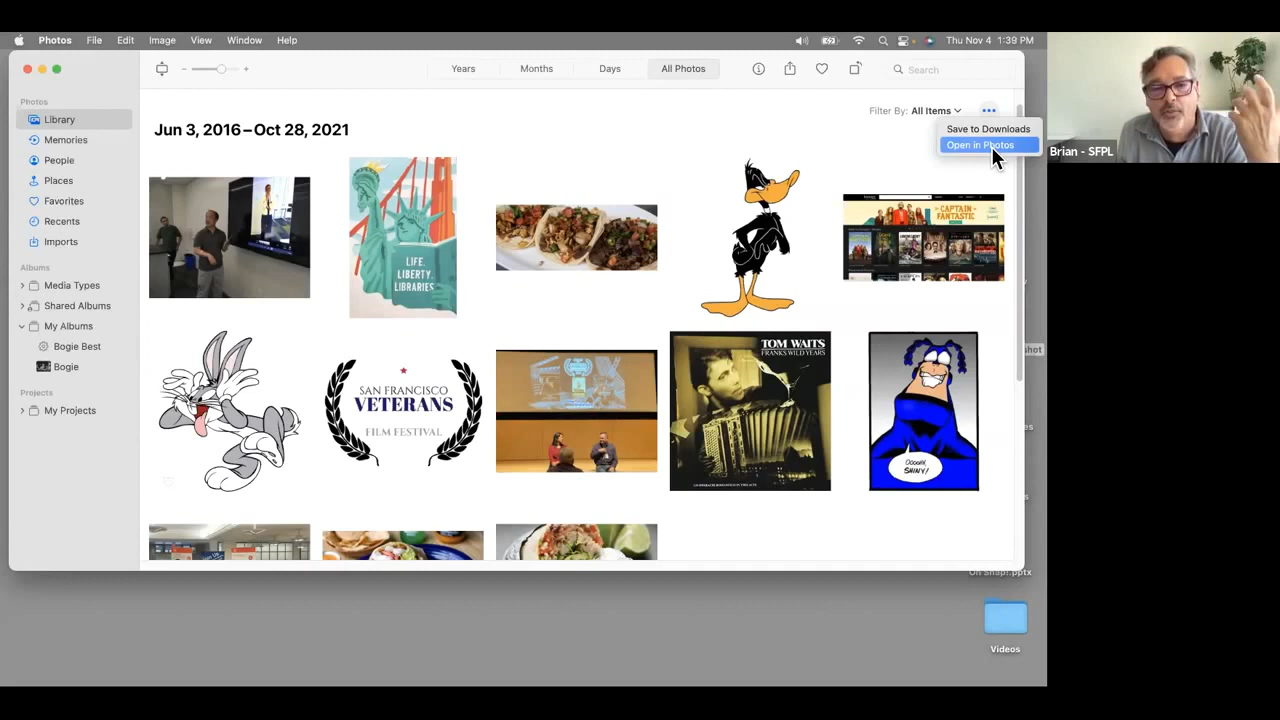 Photos File Edit Image View Window Help
Thu Nov 4 1:39 PM
Years Months Days All Photos
Search
Photos
Library
Memories
People
Places
Favorites
Recents
Imports
Albums
Media Types
Shared Albums
My Albums
Bogie Best
Bogie
Projects
My Projects
Jun 3, 2016 – Oct 28, 2021
Filter By: All Items
Save to Downloads
Open in Photos
Brian - SFPL
LIFE.
LIBERTY.
LIBRARIES.
CAPTAIN
FANTASTIC
SAN FRANCISCO
VETERANS
FILM FESTIVAL
TOM WAITS
FRANKS WILD YEARS
OOOOH,
SHINY!
shot
Oh Snap!.pptx
Videos